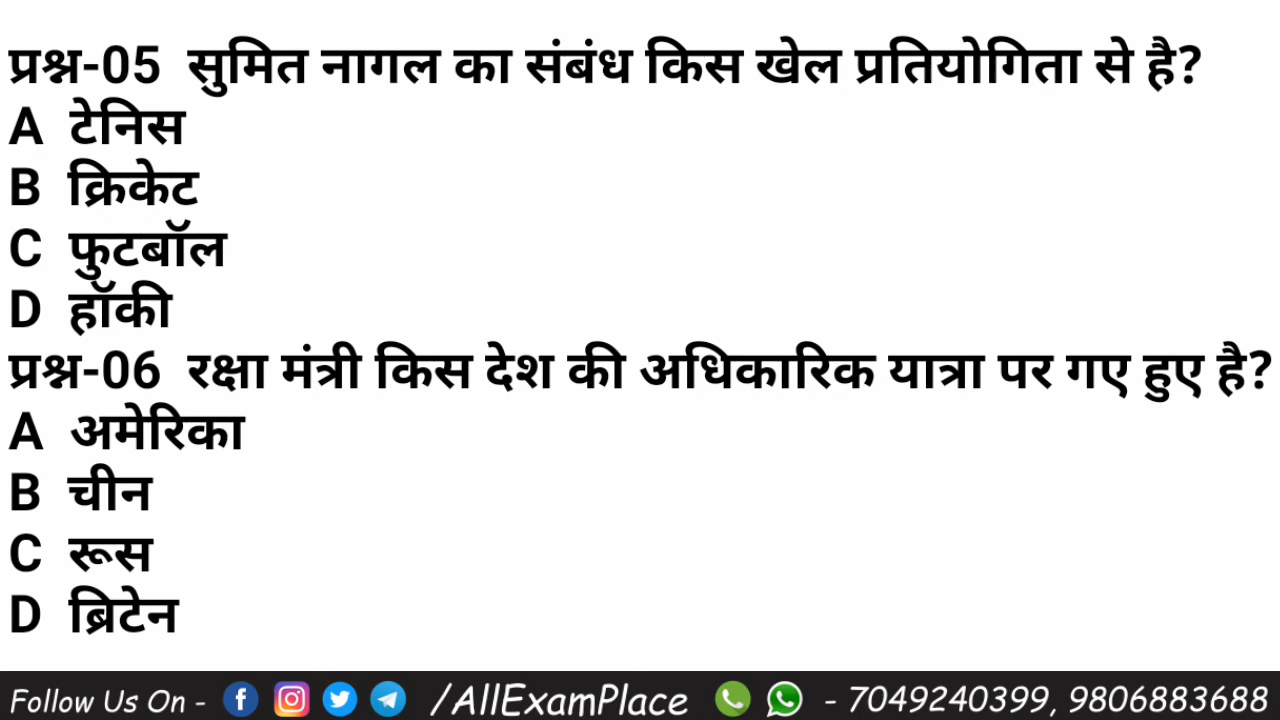 प्रश्न-05 सुमित नागल का संबंध किस खेल प्रतियोगिता से है?
A टेनिस
B क्रिकेट
C फुटबॉल
D हॉकी
प्रश्न-06 रक्षा मंत्री किस देश की अधिकारिक यात्रा पर गए हुए है?
A अमेरिका
B चीन
C रूस
D ब्रिटेन
Follow Us On - /AllExamPlace - 7049240399, 9806883688